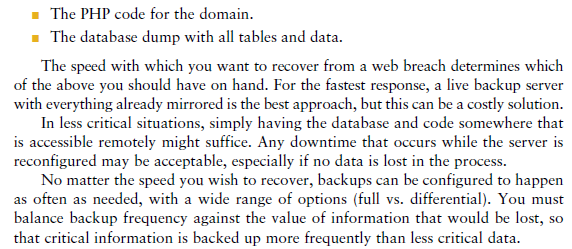 ■ The PHP code for the domain.
■ The database dump with all tables and data.
The speed with which you want to recover from a web breach determines which
of the above you should have on hand. For the fastest response, a live backup server
with everything already mirrored is the best approach, but this can be a costly solution.
In less critical situations, simply having the database and code somewhere that
is accessible remotely might suffice. Any downtime that occurs while the server is
reconfigured may be acceptable, especially if no data is lost in the process.
No matter the speed you wish to recover, backups can be configured to happen
as often as needed, with a wide range of options (full vs. differential). You must
balance backup frequency against the value of information that would be lost, so
that critical information is backed up more frequently than less critical data.